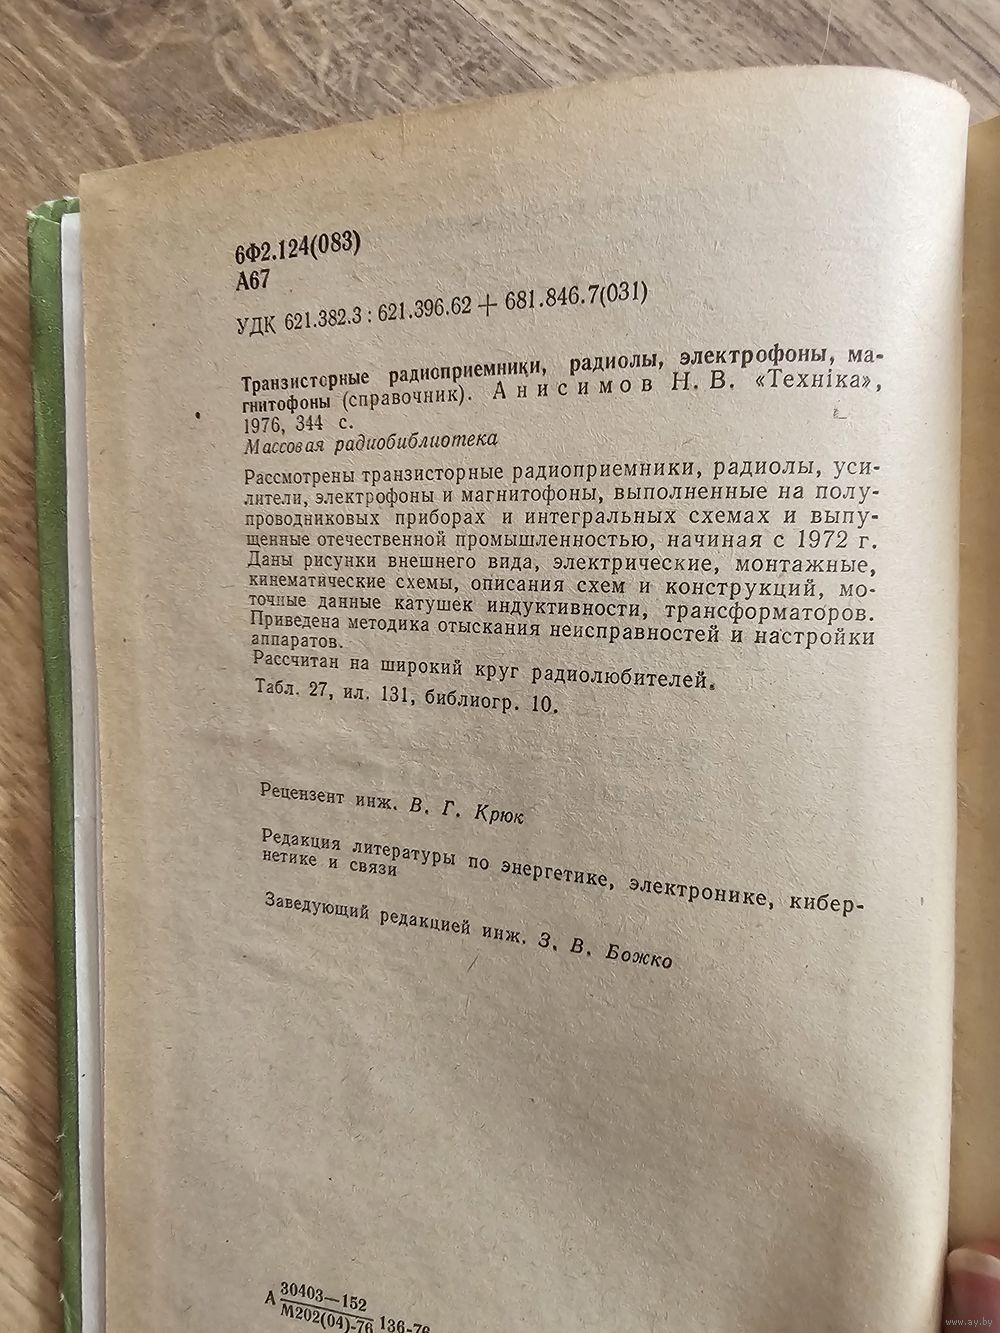 6Ф2.124(083)
А67
УДК 621.382.3 : 621.396.62 + 681.846.7(031)
Транзисторные радиоприемники, радиолы, электрофоны, ма-
гнитофоны (справочник). Анисимов Н. В. «Технiка»,
1976, 344 с.
Массовая радиобиблиотека
Рассмотрены транзисторные радиоприемники, радиолы, уси-
лители, электрофоны и магнитофоны, выполненные на полу-
проводниковых приборах и интегральных схемах и выпу-
щенные отечественной промышленностью, начиная с 1972 г.
Даны рисунки внешнего вида, электрические, монтажные,
кинематические схемы, описания схем и конструкций, мо-
точные данные катушек индуктивности, трансформаторов.
Приведена методика отыскания неисправностей и настройки
аппаратов.
Рассчитан на широкий круг радиолюбителей.
Табл. 27, ил. 131, библиогр. 10.
Рецензент инж. В. Г. Крюк
Редакция литературы по энергетике, электронике, кибер-
нетике и связи
Заведующий редакцией инж. З. В. Божко
А 30403—152
М202(04)-76 136-76
www.ay.by